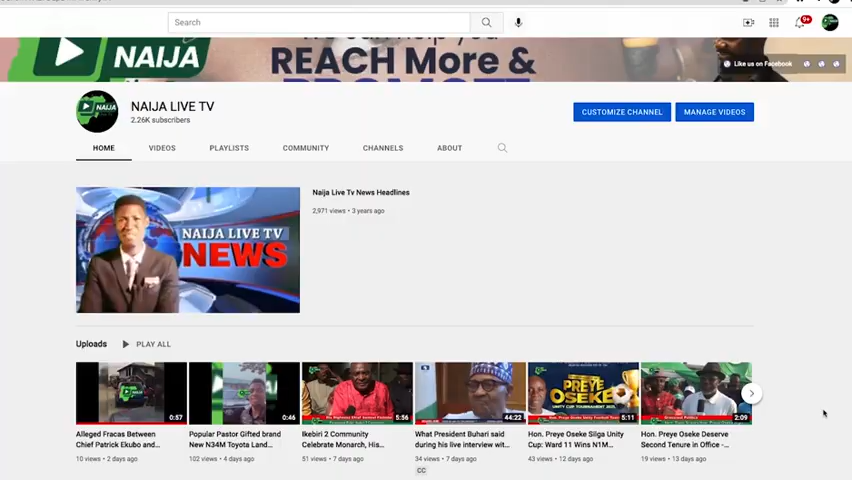 Search
9+
NAIJA
REACH More &
Like us on Facebook
NAIJA
NAIJA LIVE TV
2.26K subscribers
CUSTOMIZE CHANNEL
MANAGE VIDEOS
HOME
VIDEOS
PLAYLISTS
COMMUNITY
CHANNELS
ABOUT
NAIJA LIVE TV
NEWS
Naija Live Tv News Headlines
2,971 views • 3 years ago
Uploads
PLAY ALL
0:57
0:46
5:56
44:22
PREYE
OSEKE
5:11
2:09
Alleged Fracas Between
Chief Patrick Ekubo and...
10 views • 2 days ago
Popular Pastor Gifted brand
New N34M Toyota Land...
102 views • 4 days ago
Ikebiri 2 Community
Celebrate Monarch, His...
51 views • 7 days ago
What President Buhari said
during his live interview wit...
34 views • 7 days ago
CC
Hon. Preye Oseke Silga Unity
Cup: Ward 11 Wins N1M...
43 views • 12 days ago
Hon. Preye Oseke Deserve
Second Tenure in Office -...
19 views • 13 days ago